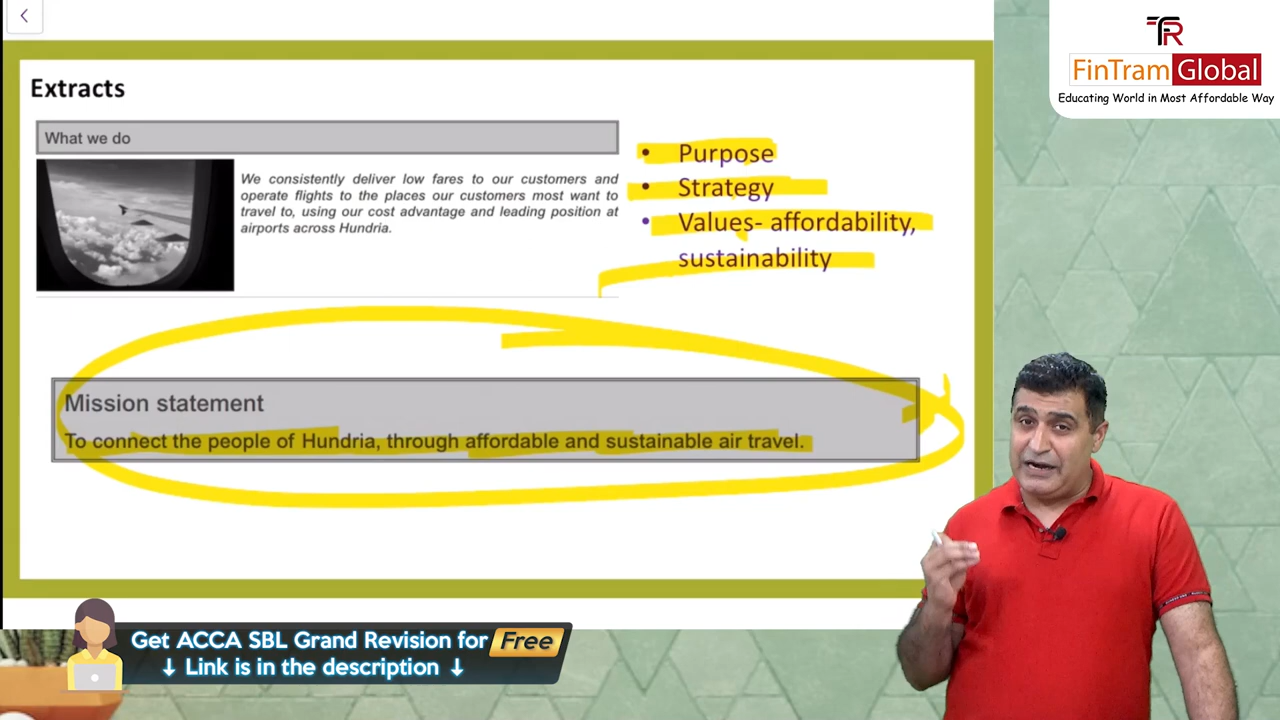 Extracts
What we do
We consistently deliver low fares to our customers and
operate flights to the places our customers most want to
travel to, using our cost advantage and leading position at
airports across Hundria.
• Purpose
• Strategy
• Values- affordability,
sustainability
Mission statement
To connect the people of Hundria, through affordable and sustainable air travel.
TR
FinTram Global
Educating World in Most Affordable Way
Get ACCA SBL Grand Revision for Free
↓ Link is in the description ↓